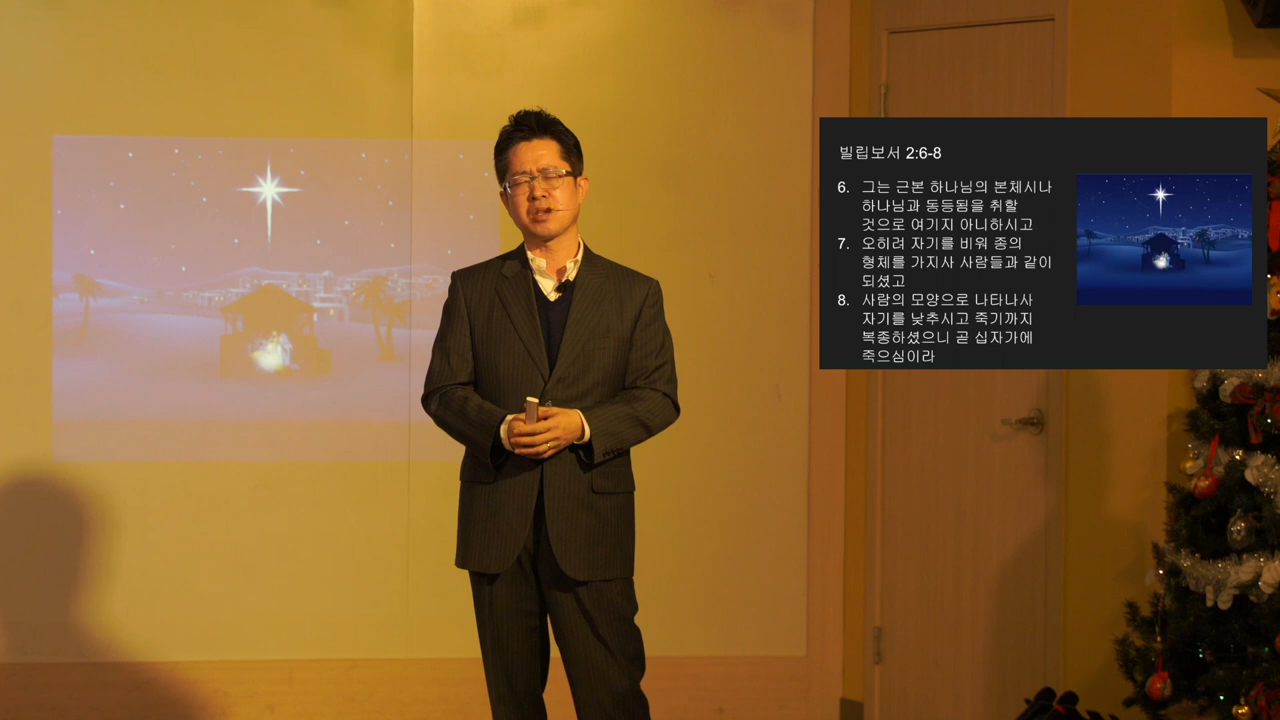 빌립보서 2:6-8
6. 그는 근본 하나님의 본체시나
하나님과 동등됨을 취할
것으로 여기지 아니하시고
7. 오히려 자기를 비워 종의
형체를 가지사 사람들과 같이
되셨고
8. 사람의 모양으로 나타나사
자기를 낮추시고 죽기까지
복종하셨으니 곧 십자가에
죽으심이라